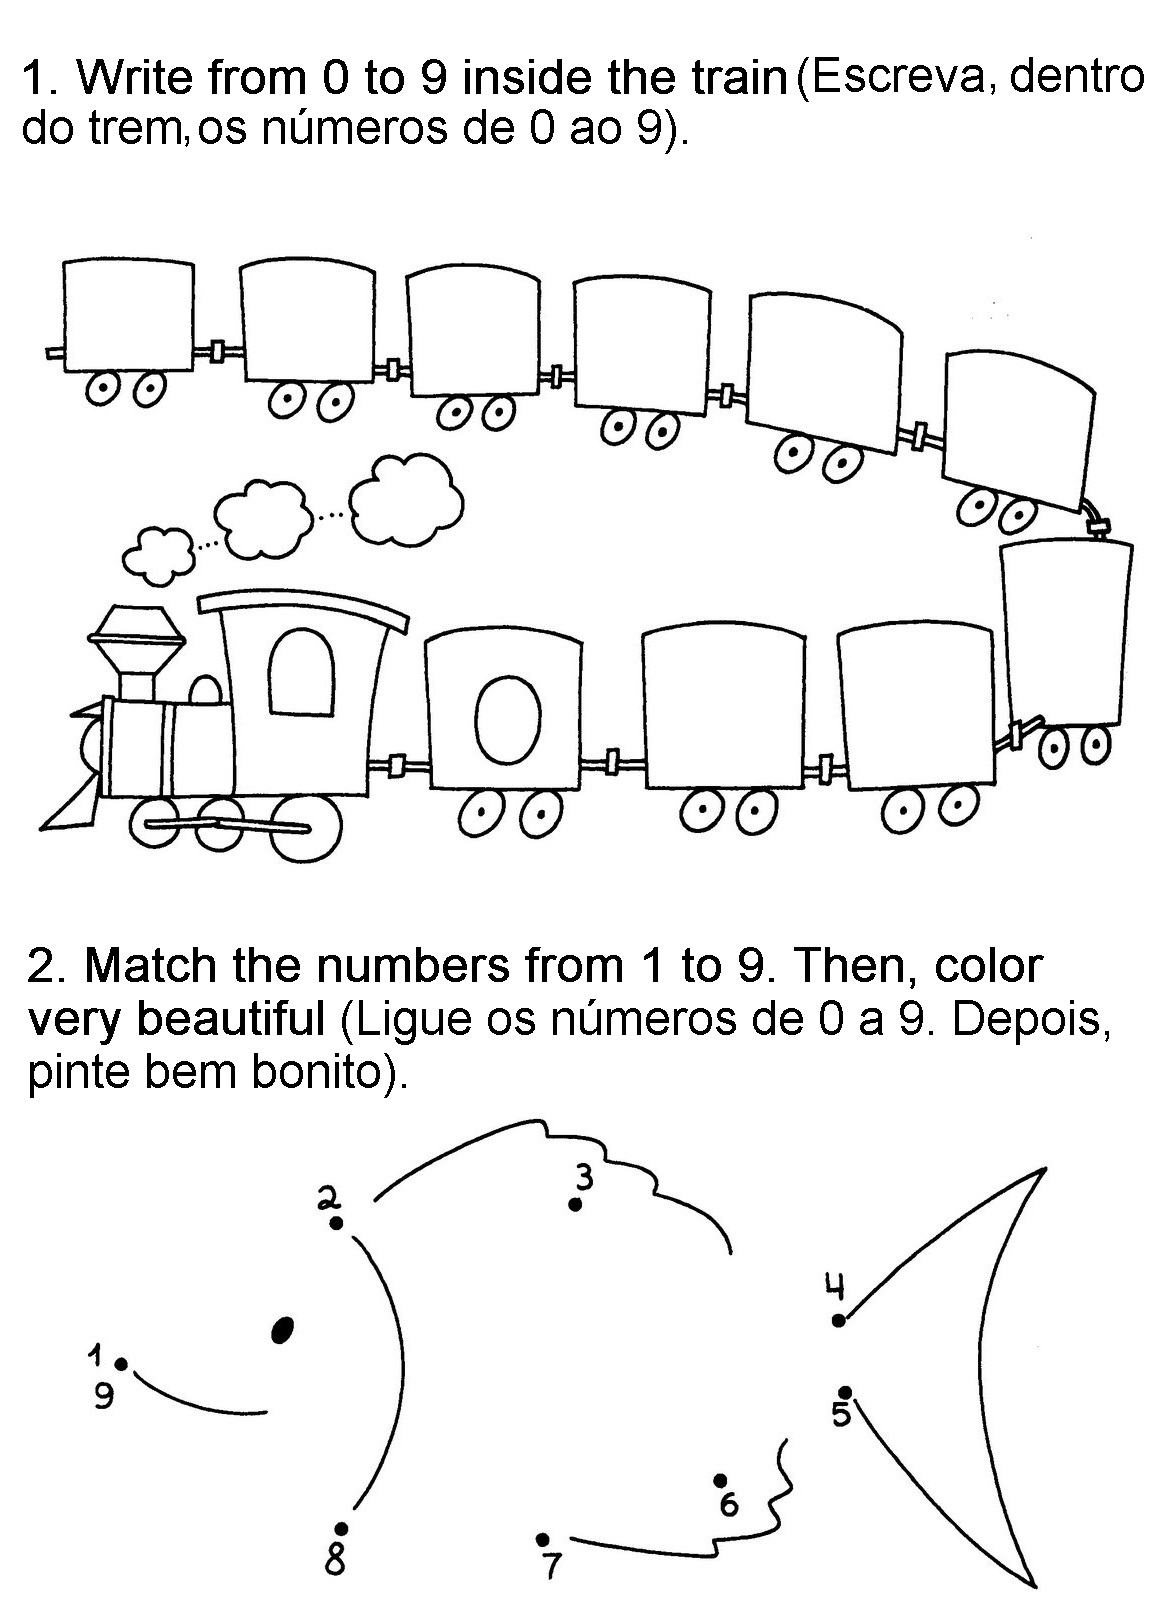 1. Write from 0 to 9 inside the train (Escreva, dentro
do trem, os números de 0 ao 9).
0
2. Match the numbers from 1 to 9. Then, color
very beautiful (Ligue os números de 0 a 9. Depois,
pinte bem bonito).
2
3
4
1
9
5
6
8
7